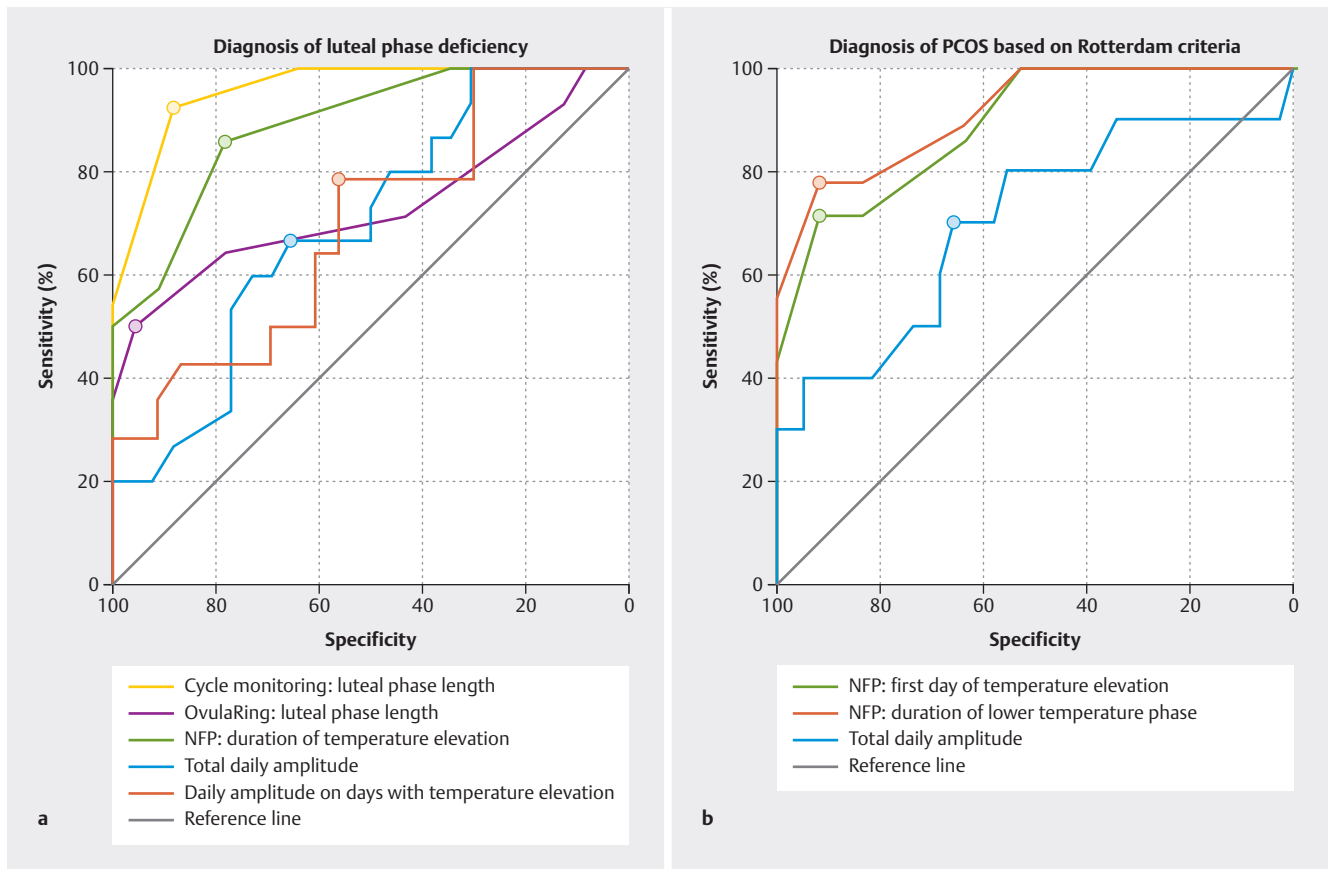 Diagnosis of luteal phase deficiency
100
80
60
40
20
0
Sensitivity (%)
100 80 60 40 20 0
Specificity
Cycle monitoring: luteal phase length
OvulaRing: luteal phase length
NFP: duration of temperature elevation
Total daily amplitude
Daily amplitude on days with temperature elevation
Reference line
a
Diagnosis of PCOS based on Rotterdam criteria
100
80
60
40
20
0
Sensitivity (%)
100 80 60 40 20 0
Specificity
NFP: first day of temperature elevation
NFP: duration of lower temperature phase
Total daily amplitude
Reference line
b